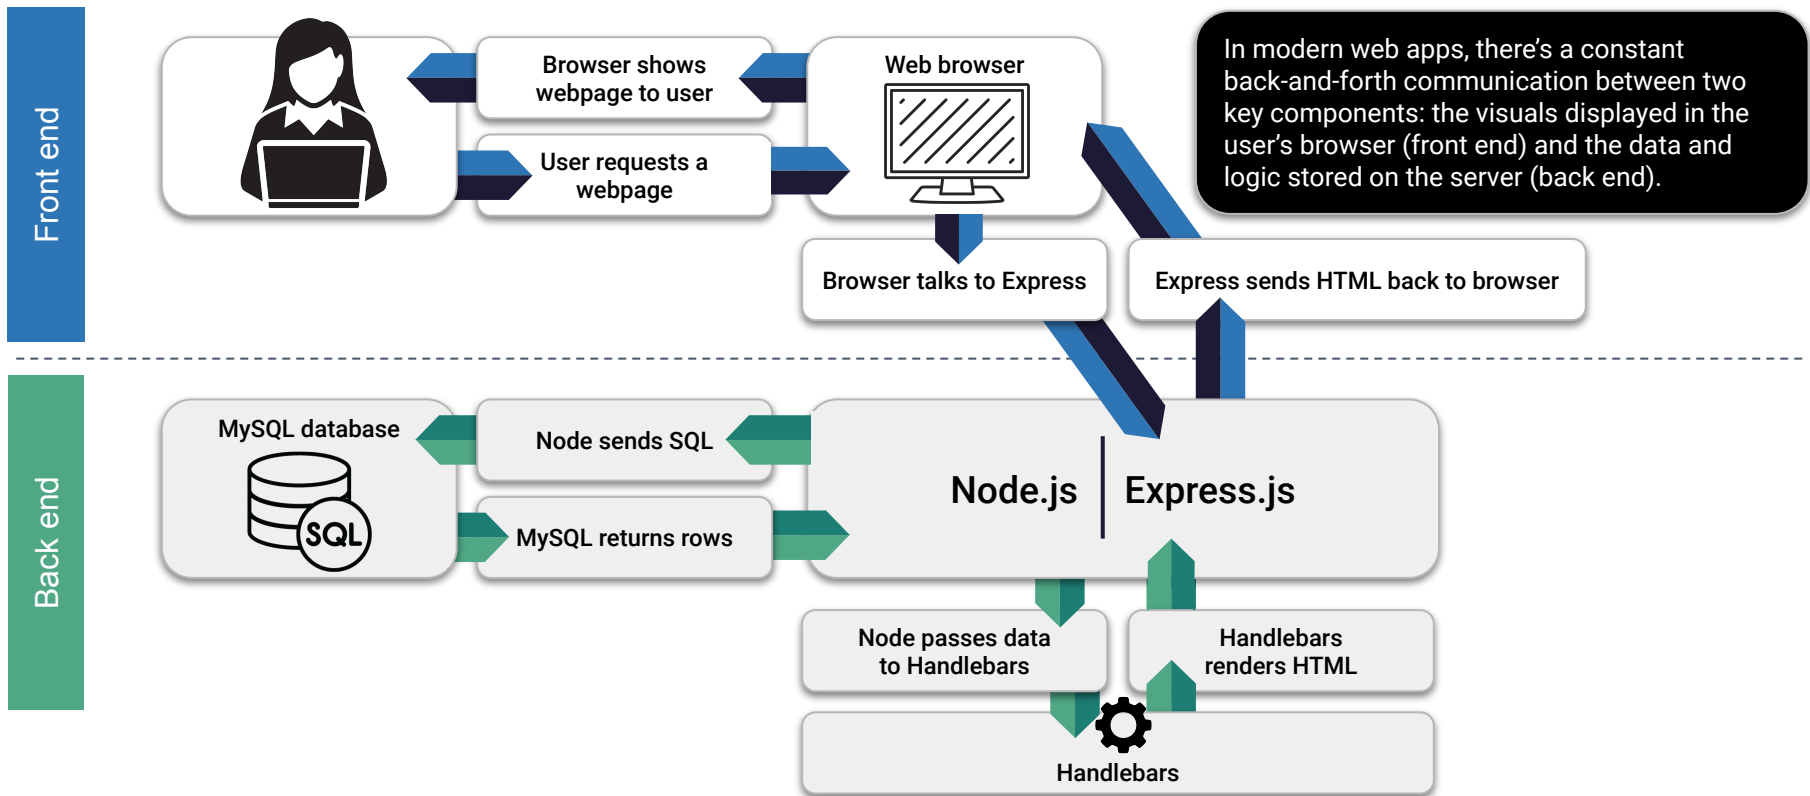 Front end
Browser shows
webpage to user
User requests a
webpage
Web browser
In modern web apps, there’s a constant
back-and-forth communication between two
key components: the visuals displayed in the
user’s browser (front end) and the data and
logic stored on the server (back end).
Browser talks to Express
Express sends HTML back to browser
Back end
MySQL database
SQL
Node sends SQL
MySQL returns rows
Node.js
Express.js
Node passes data
to Handlebars
Handlebars
renders HTML
Handlebars